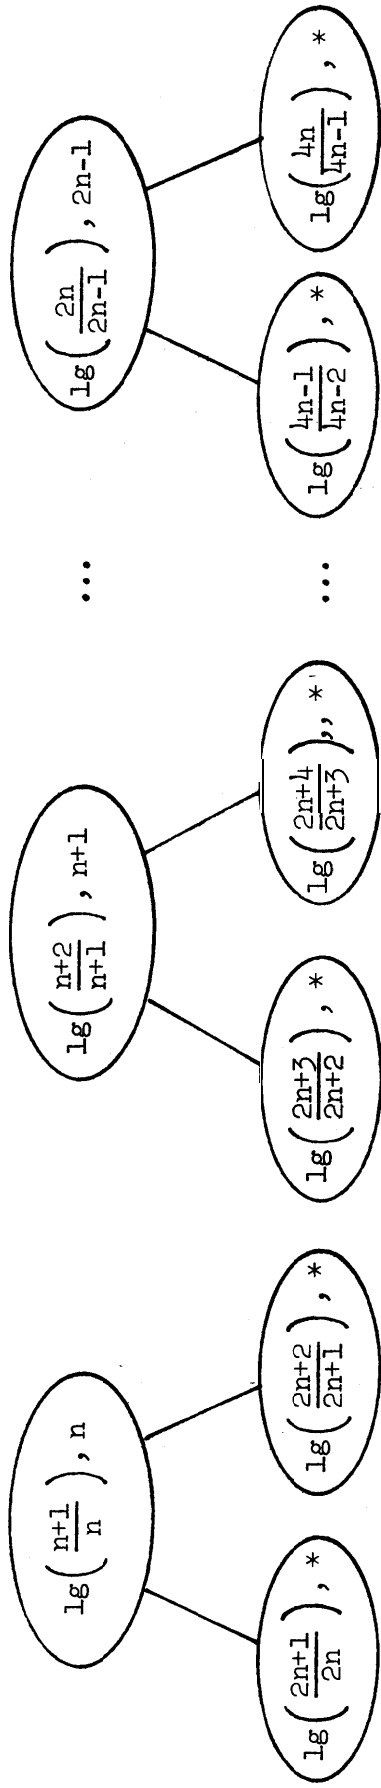 lg((n+1)/n), n
lg((n+2)/(n+1)), n+1
...
lg((2n)/(2n-1)), 2n-1
lg((2n+1)/(2n)), *
lg((2n+2)/(2n+1)), *
lg((2n+3)/(2n+2)), *
lg((2n+4)/(2n+3)),, *
...
lg((4n-1)/(4n-2)), *
lg((4n)/(4n-1)), *